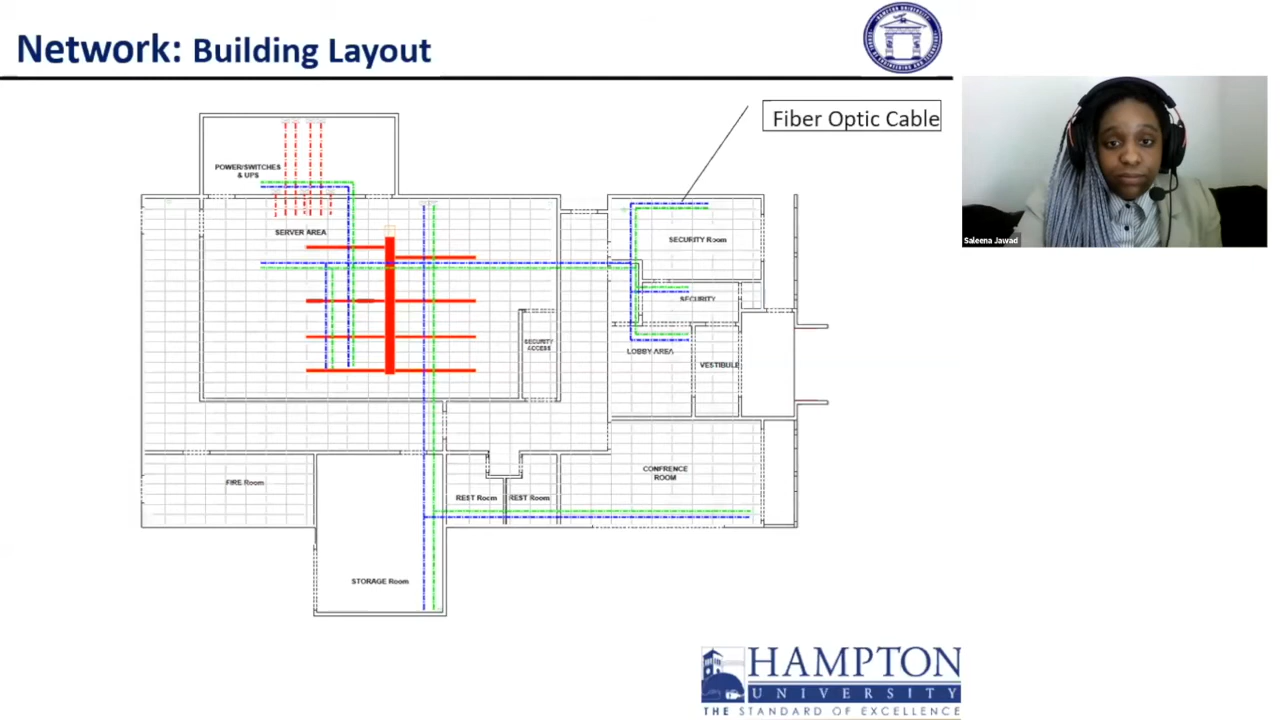 Network: Building Layout
Fiber Optic Cable
Saleena Jawad
POWER/SWITCHES
& UPS
SERVER AREA
SECURITY Room
SECURITY
SECURITY
ACCESS
LOBBY AREA
VESTIBULE
CONFRENCE
ROOM
FIRE Room
REST Room
REST Room
STORAGE Room
HAMPTON
UNIVERSITY
THE STANDARD OF EXCELLENCE